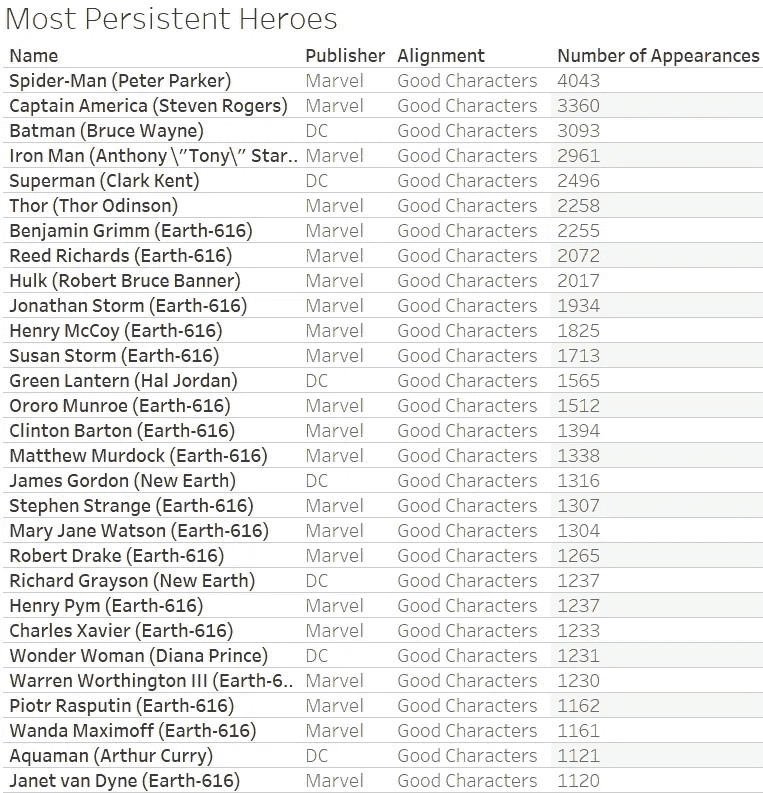 Most Persistent Heroes
Name Publisher Alignment Number of Appearances
Spider-Man (Peter Parker) Marvel Good Characters 4043
Captain America (Steven Rogers) Marvel Good Characters 3360
Batman (Bruce Wayne) DC Good Characters 3093
Iron Man (Anthony \"Tony\" Star.. Marvel Good Characters 2961
Superman (Clark Kent) DC Good Characters 2496
Thor (Thor Odinson) Marvel Good Characters 2258
Benjamin Grimm (Earth-616) Marvel Good Characters 2255
Reed Richards (Earth-616) Marvel Good Characters 2072
Hulk (Robert Bruce Banner) Marvel Good Characters 2017
Jonathan Storm (Earth-616) Marvel Good Characters 1934
Henry McCoy (Earth-616) Marvel Good Characters 1825
Susan Storm (Earth-616) Marvel Good Characters 1713
Green Lantern (Hal Jordan) DC Good Characters 1565
Ororo Munroe (Earth-616) Marvel Good Characters 1512
Clinton Barton (Earth-616) Marvel Good Characters 1394
Matthew Murdock (Earth-616) Marvel Good Characters 1338
James Gordon (New Earth) DC Good Characters 1316
Stephen Strange (Earth-616) Marvel Good Characters 1307
Mary Jane Watson (Earth-616) Marvel Good Characters 1304
Robert Drake (Earth-616) Marvel Good Characters 1265
Richard Grayson (New Earth) DC Good Characters 1237
Henry Pym (Earth-616) Marvel Good Characters 1237
Charles Xavier (Earth-616) Marvel Good Characters 1233
Wonder Woman (Diana Prince) DC Good Characters 1231
Warren Worthington III (Earth-6.. Marvel Good Characters 1230
Piotr Rasputin (Earth-616) Marvel Good Characters 1162
Wanda Maximoff (Earth-616) Marvel Good Characters 1161
Aquaman (Arthur Curry) DC Good Characters 1121
Janet van Dyne (Earth-616) Marvel Good Characters 1120